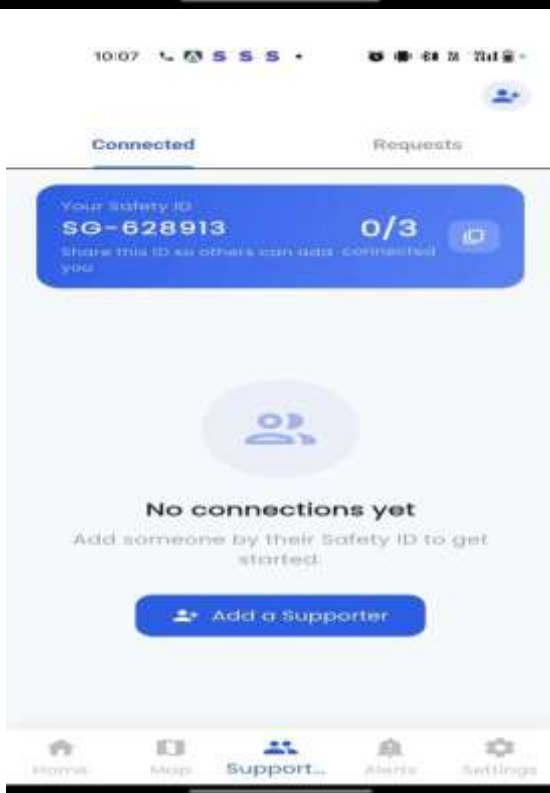 10:07 S S S
Connected Requests
Your Safety ID
SG-628913
0/3
Share this ID so others can add you
connected
No connections yet
Add someone by their Safety ID to get
started.
Add a Supporter
Home Map Support... Alerts Settings